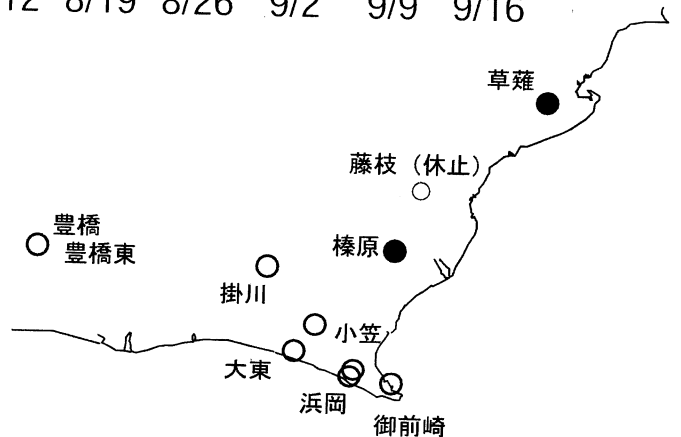 12 8/19 8/26 9/2 9/9 9/16
草薙
藤枝（休止）
豊橋
豊橋東
榛原
掛川
小笠
大東
浜岡
御前崎